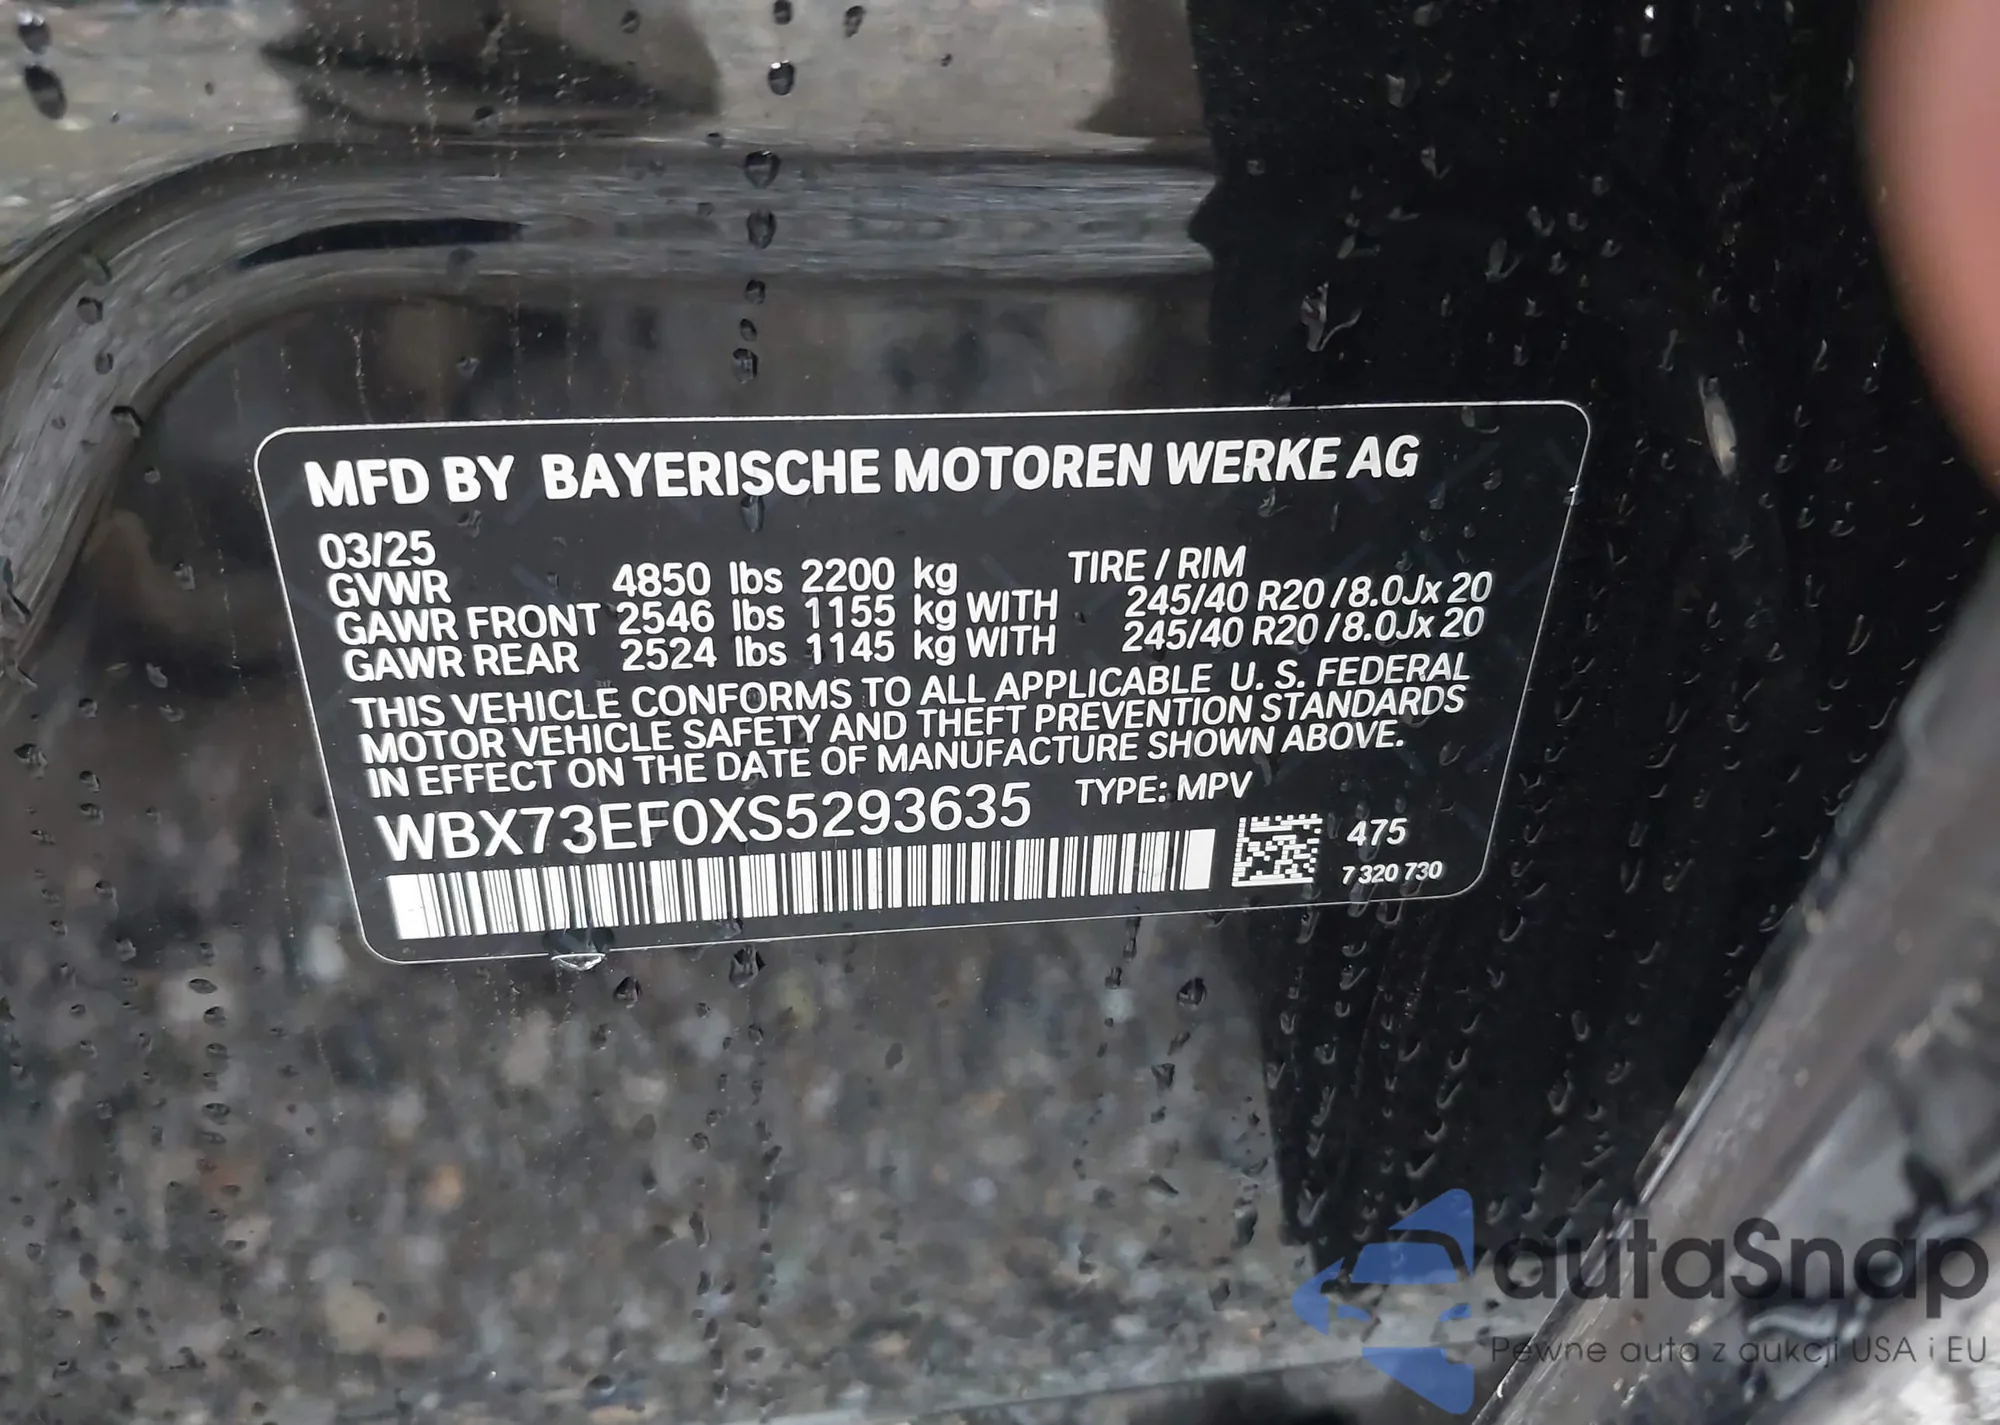 MFD BY BAYERISCHE MOTOREN WERKE AG
03/25
GVWR 4850 lbs 2200 kg TIRE / RIM
GAWR FRONT 2546 lbs 1155 kg WITH 245/40 R20 / 8.0Jx 20
GAWR REAR 2524 lbs 1145 kg WITH 245/40 R20 / 8.0Jx 20
THIS VEHICLE CONFORMS TO ALL APPLICABLE U. S. FEDERAL
MOTOR VEHICLE SAFETY AND THEFT PREVENTION STANDARDS
IN EFFECT ON THE DATE OF MANUFACTURE SHOWN ABOVE.
WBX73EF0XS5293635 TYPE: MPV
475
7 320 730
autaSnap
Pewne auta z aukcji USA i EU